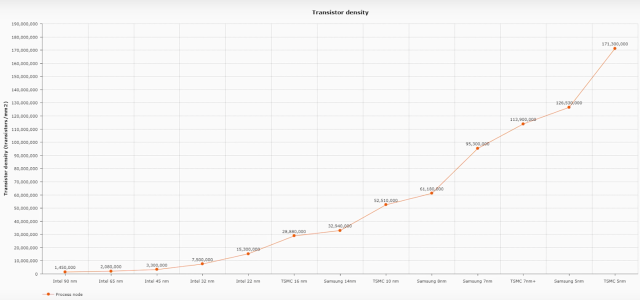 Transistor density
190,000,000
180,000,000
170,000,000
160,000,000
150,000,000
140,000,000
130,000,000
120,000,000
110,000,000
100,000,000
90,000,000
80,000,000
70,000,000
60,000,000
50,000,000
40,000,000
30,000,000
20,000,000
10,000,000
0
Transistor density (transistors/mm2)
1,450,000
2,080,000
3,300,000
7,500,000
15,300,000
28,880,000
32,940,000
52,510,000
61,180,000
95,300,000
113,900,000
171,300,000
Intel 90 nm
Intel 65 nm
Intel 45 nm
Intel 32 nm
Intel 22 nm
TSMC 16 nm
Samsung 14nm
TSMC 10 nm
Samsung 8nm
Samsung 7nm
TSMC 7nm+
Samsung 5nm
TSMC 5nm
Process node